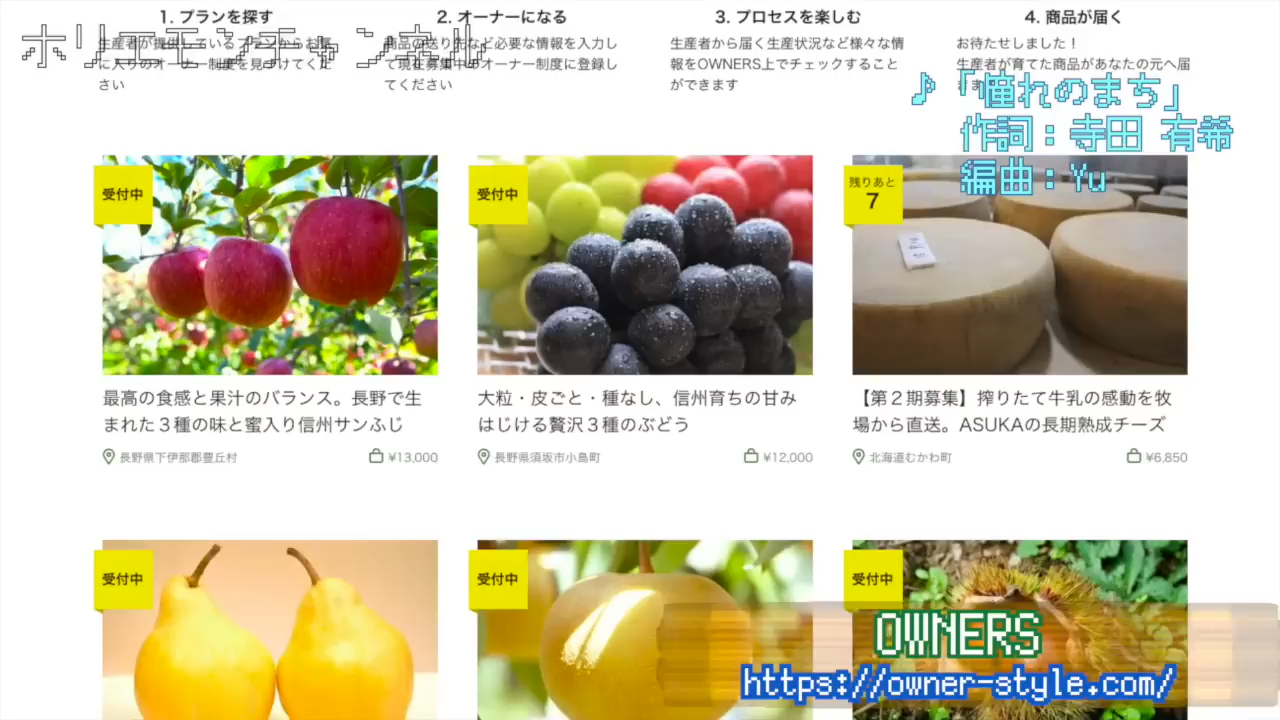 1. プランを探す
2. オーナーになる
3. プロセスを楽しむ
4. 商品が届く
ホリエモンチャンネル
生産者が提供しているプランからお気
に入りのオーナー制度を見つけてくだ
さい
商品の送り先など必要な情報を入力し
て現在募集中のオーナー制度に登録し
てください
生産者から届く生産状況など様々な情
報をOWNERS上でチェックすること
ができます
お待たせしました！
生産者が育てた商品があなたの元へ届
♪「憧れのまち」
作詞：寺田 有希
編曲：Yu
受付中
受付中
残りあと
7
最高の食感と果汁のバランス。長野で生
まれた３種の味と蜜入り信州サンふじ
長野県下伊那郡豊丘村
¥13,000
大粒・皮ごと・種なし、信州育ちの甘み
はじける贅沢３種のぶどう
長野県須坂市小島町
¥12,000
【第２期募集】搾りたて牛乳の感動を牧
場から直送。ASUKAの長期熟成チーズ
北海道むかわ町
¥6,850
受付中
受付中
受付中
OWNERS
https://owner-style.com/